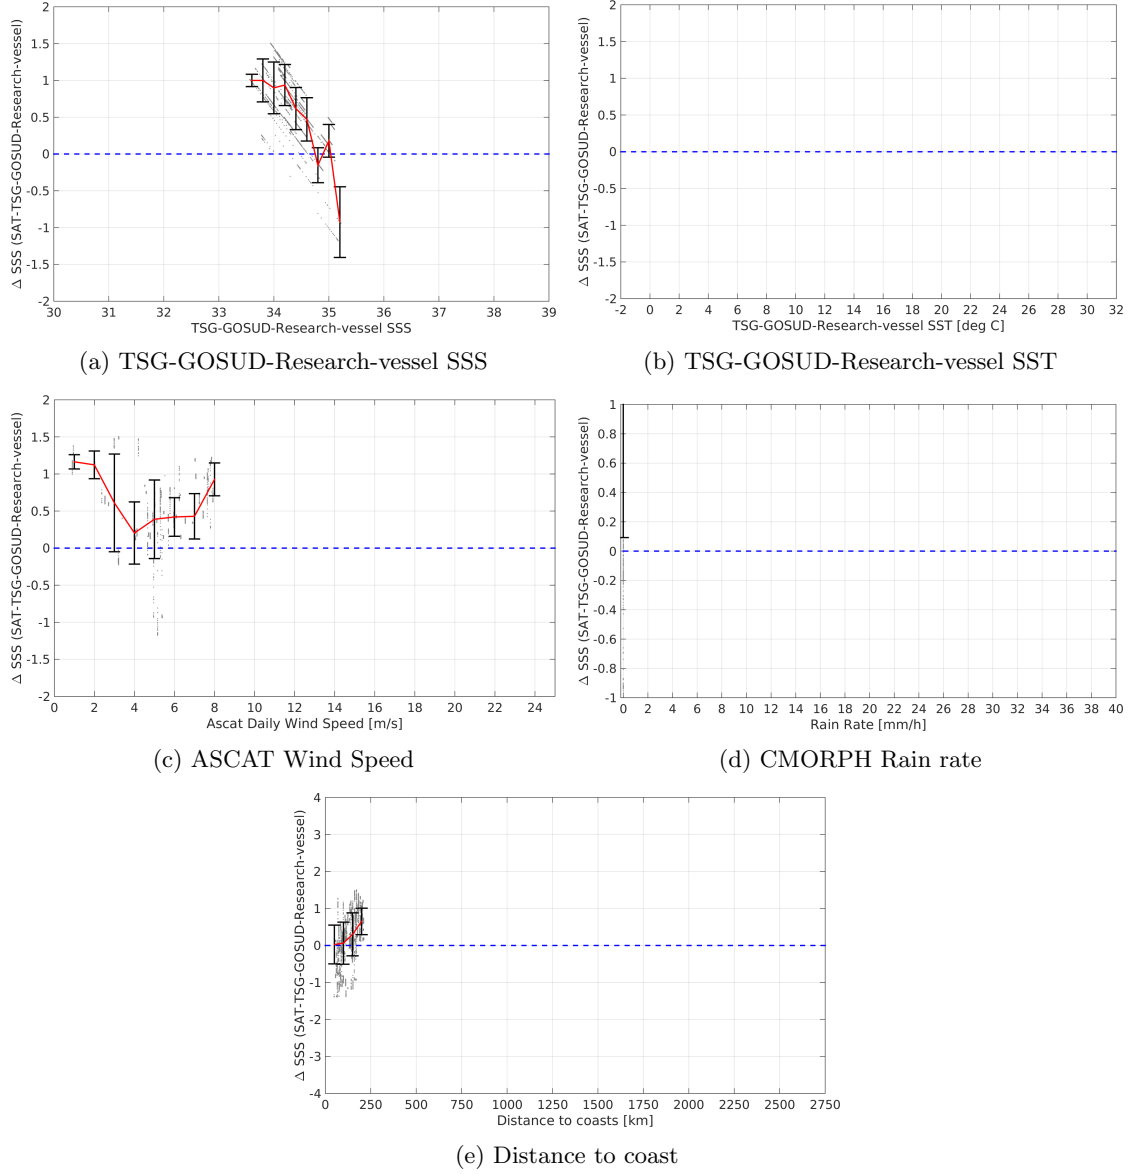 2
1.5
1
0.5
0
-0.5
-1
-1.5
-2
Δ SSS (SAT-TSG-GOSUD-Research-vessel)
30 31 32 33 34 35 36 37 38 39
TSG-GOSUD-Research-vessel SSS
(a) TSG-GOSUD-Research-vessel SSS
2
1.5
1
0.5
0
-0.5
-1
-1.5
-2
Δ SSS (SAT-TSG-GOSUD-Research-vessel)
-2 0 2 4 6 8 10 12 14 16 18 20 22 24 26 28 30 32
TSG-GOSUD-Research-vessel SST [deg C]
(b) TSG-GOSUD-Research-vessel SST
2
1.5
1
0.5
0
-0.5
-1
-1.5
-2
Δ SSS (SAT-TSG-GOSUD-Research-vessel)
0 2 4 6 8 10 12 14 16 18 20 22 24
Ascat Daily Wind Speed [m/s]
(c) ASCAT Wind Speed
1
0.8
0.6
0.4
0.2
0
-0.2
-0.4
-0.6
-0.8
-1
Δ SSS (SAT-TSG-GOSUD-Research-vessel)
0 2 4 6 8 10 12 14 16 18 20 22 24 26 28 30 32 34 36 38 40
Rain Rate [mm/h]
(d) CMORPH Rain rate
4
3
2
1
0
-1
-2
-3
-4
Δ SSS (SAT-TSG-GOSUD-Research-vessel)
0 250 500 750 1000 1250 1500 1750 2000 2250 2500 2750
Distance to coasts [km]
(e) Distance to coast